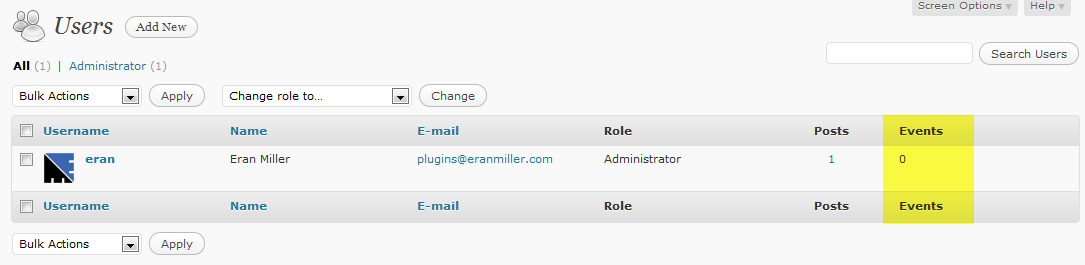 Screen Options Help
Users Add New
All (1) | Administrator (1)
Search Users
Bulk Actions Apply Change role to... Change
Username Name E-mail Role Posts Events
eran Eran Miller plugins@eranmiller.com Administrator 1 0
Username Name E-mail Role Posts Events
Bulk Actions Apply